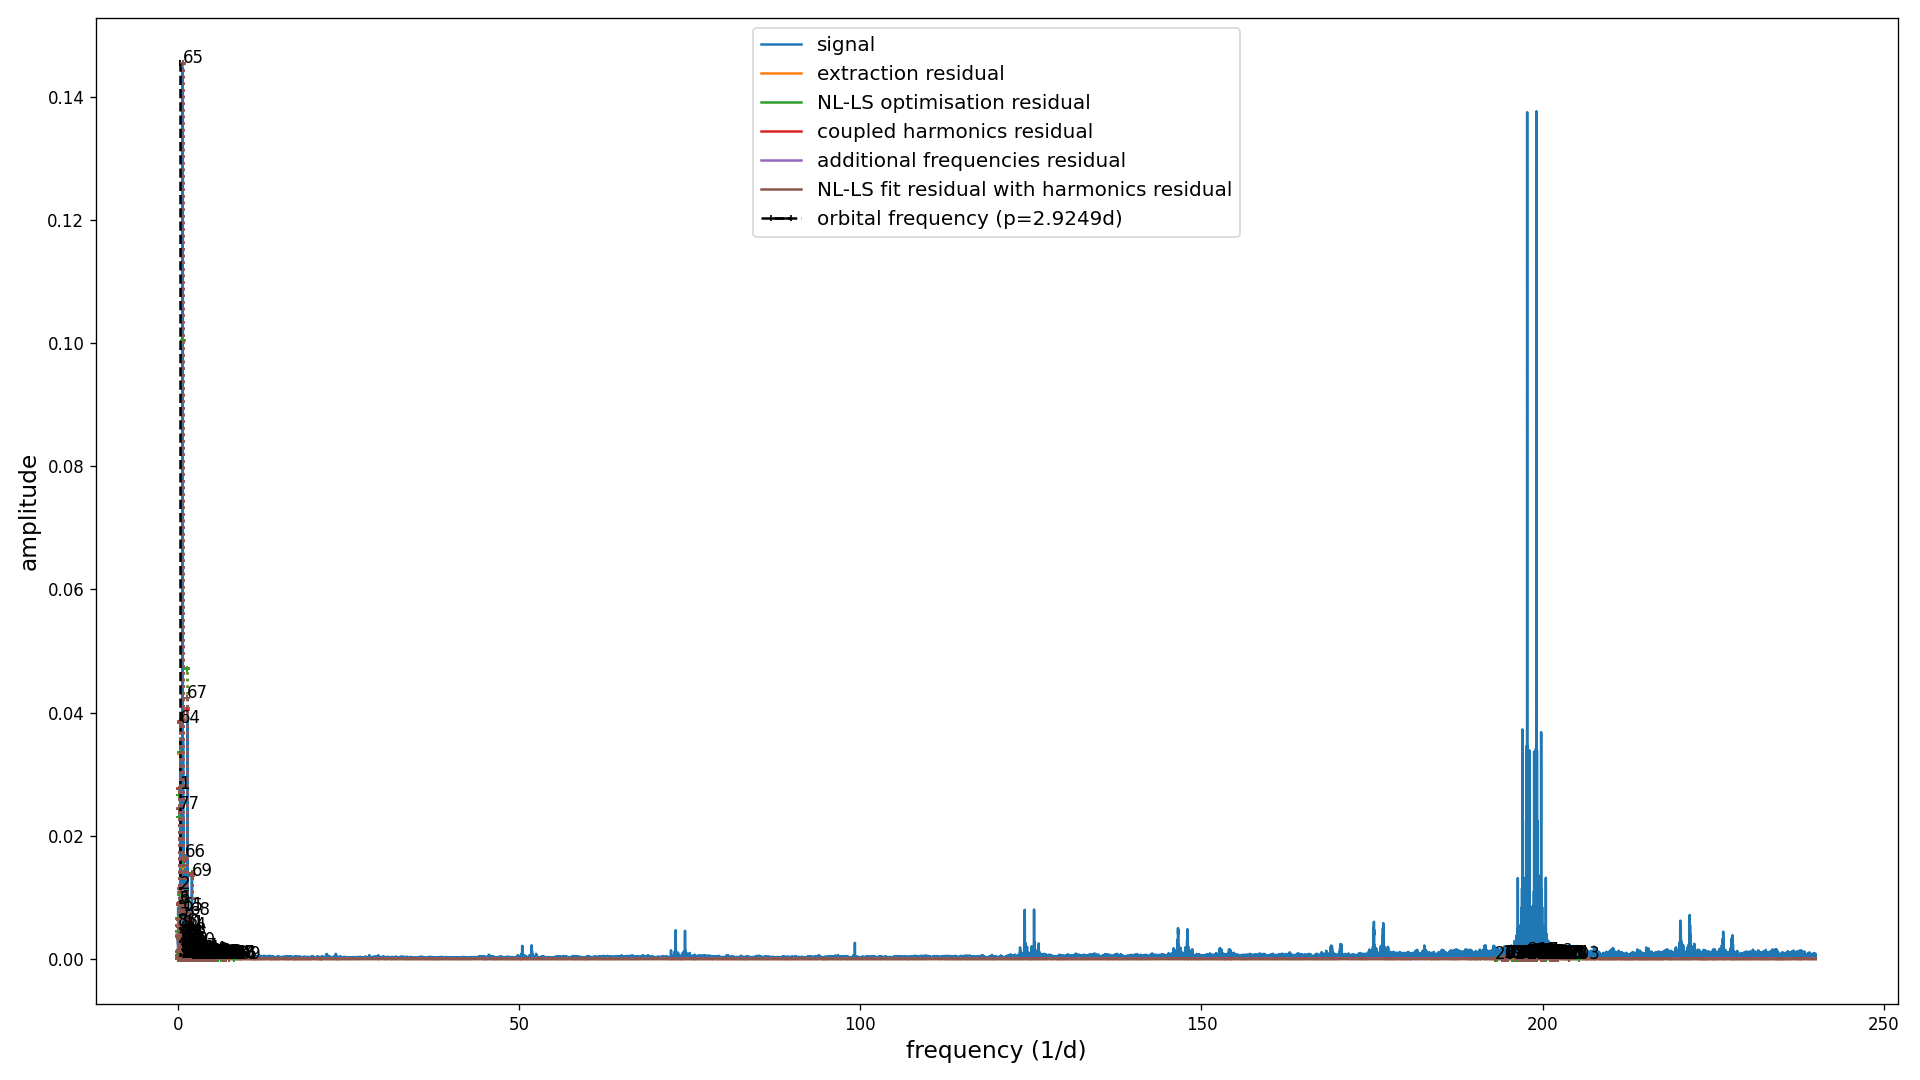 signal
extraction residual
NL-LS optimisation residual
coupled harmonics residual
additional frequencies residual
NL-LS fit residual with harmonics residual
orbital frequency (p=2.9249d)
65
67
64
1
77
66
69
2
68
amplitude
0.14
0.12
0.10
0.08
0.06
0.04
0.02
0.00
0
50
100
150
200
250
frequency (1/d)